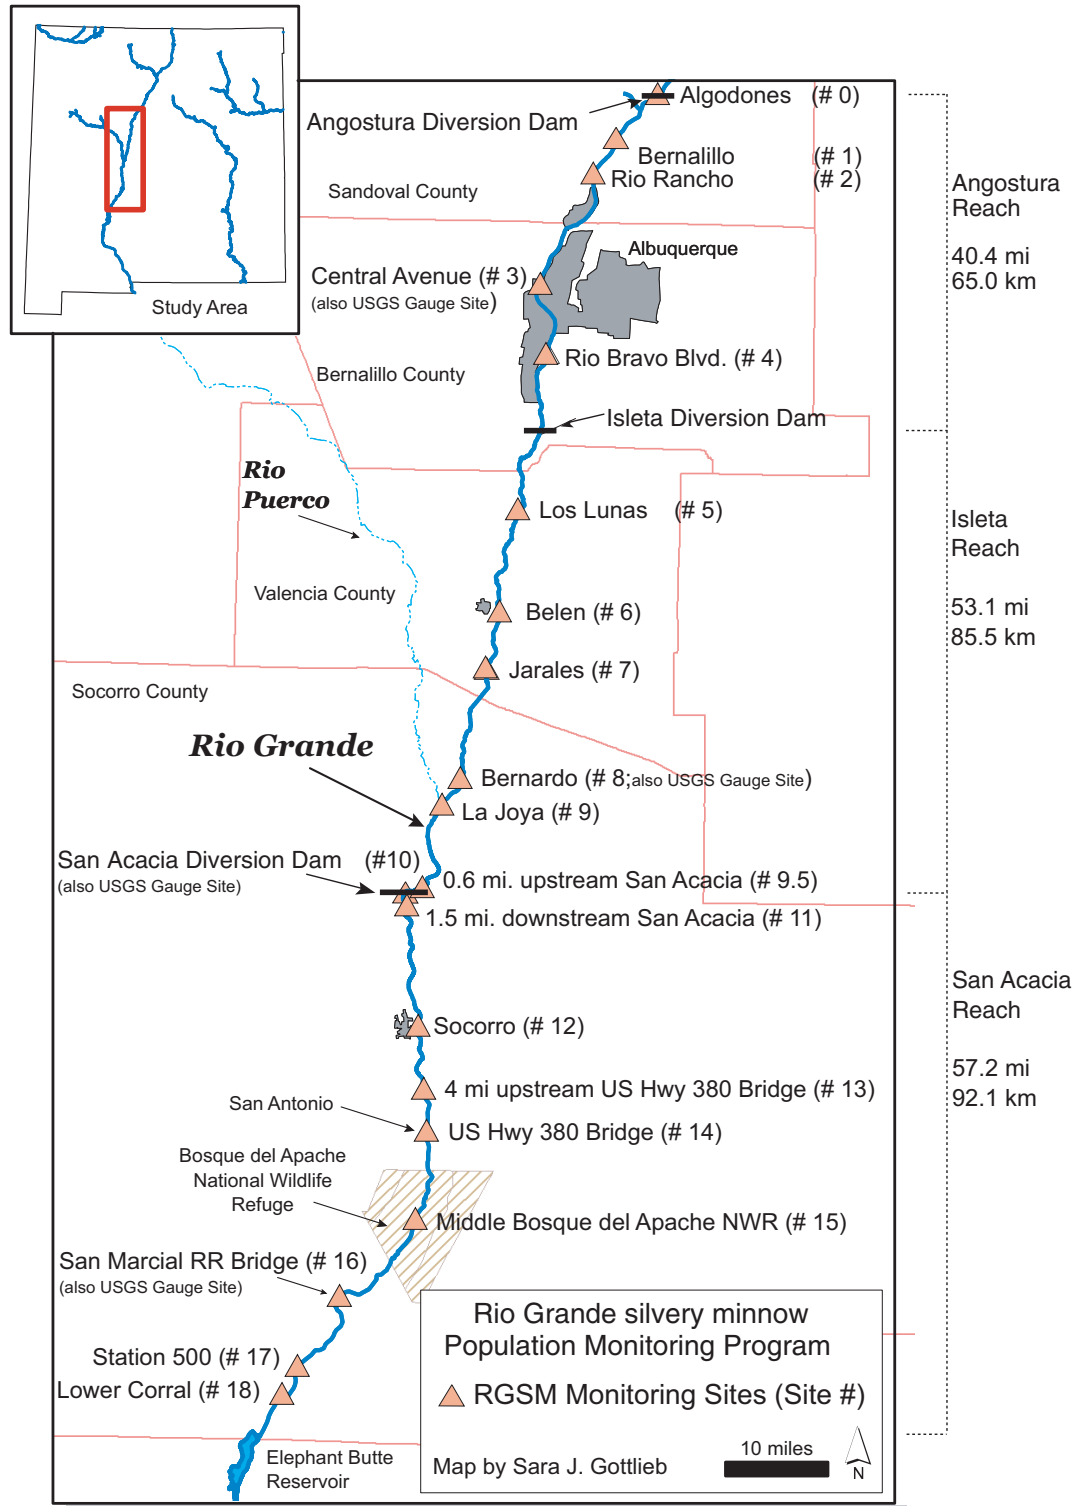 Study Area
Algodones (# 0)
Angostura Diversion Dam
Bernalillo (# 1)
Rio Rancho (# 2)
Sandoval County
Angostura
Reach
40.4 mi
65.0 km
Albuquerque
Central Avenue (# 3)
(also USGS Gauge Site)
Rio Bravo Blvd. (# 4)
Bernalillo County
Isleta Diversion Dam
Rio
Puerco
Los Lunas (# 5)
Isleta
Reach
53.1 mi
85.5 km
Valencia County
Belen (# 6)
Jarales (# 7)
Socorro County
Rio Grande
Bernardo (# 8;also USGS Gauge Site)
La Joya (# 9)
San Acacia Diversion Dam (#10)
(also USGS Gauge Site)
0.6 mi. upstream San Acacia (# 9.5)
1.5 mi. downstream San Acacia (# 11)
San Acacia
Reach
57.2 mi
92.1 km
Socorro (# 12)
4 mi upstream US Hwy 380 Bridge (# 13)
San Antonio
US Hwy 380 Bridge (# 14)
Bosque del Apache
National Wildlife
Refuge
Middle Bosque del Apache NWR (# 15)
San Marcial RR Bridge (# 16)
(also USGS Gauge Site)
Station 500 (# 17)
Lower Corral (# 18)
Elephant Butte
Reservoir
Rio Grande silvery minnow
Population Monitoring Program
RGSM Monitoring Sites (Site #)
10 miles
Map by Sara J. Gottlieb
N